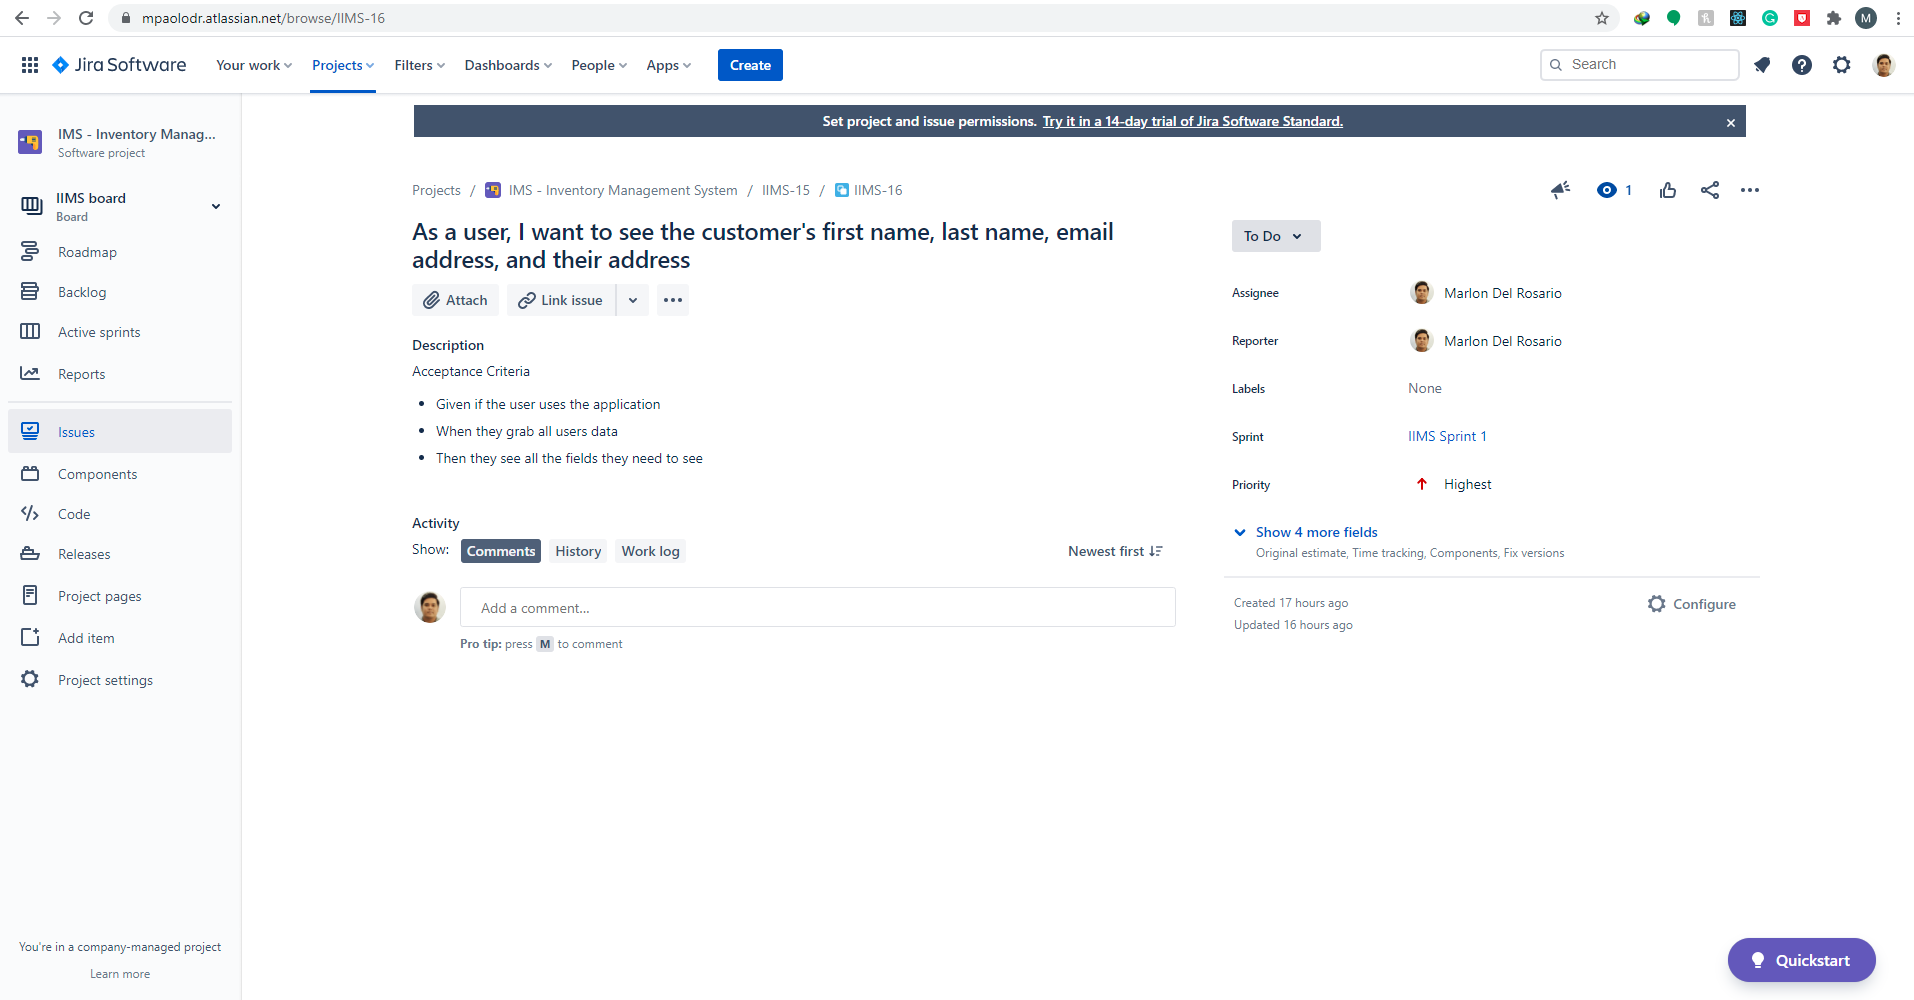 mpaolodr.atlassian.net/browse/IIMS-16
M
Jira Software
Your work
Projects
Filters
Dashboards
People
Apps
Create
Search
IMS - Inventory Manag...
Software project
IIMS board
Board
Roadmap
Backlog
Active sprints
Reports
Issues
Components
Code
Releases
Project pages
Add item
Project settings
You're in a company-managed project
Learn more
Set project and issue permissions. Try it in a 14-day trial of Jira Software Standard.
Projects / IMS - Inventory Management System / IIMS-15 / IIMS-16
1
As a user, I want to see the customer's first name, last name, email
address, and their address
Attach
Link issue
Description
Acceptance Criteria
• Given if the user uses the application
• When they grab all users data
• Then they see all the fields they need to see
Activity
Show: Comments History Work log
Newest first
Add a comment...
Pro tip: press M to comment
To Do
Assignee Marlon Del Rosario
Reporter Marlon Del Rosario
Labels None
Sprint IIMS Sprint 1
Priority Highest
Show 4 more fields
Original estimate, Time tracking, Components, Fix versions
Created 17 hours ago
Updated 16 hours ago
Configure
Quickstart